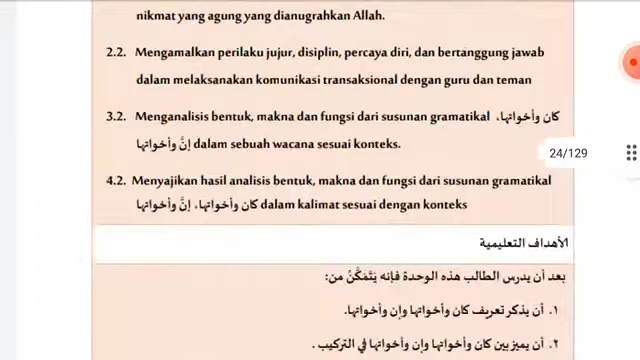 nikmat yang agung yang dianugrahkan Allah.
2.2. Mengamalkan perilaku jujur, disiplin, percaya diri, dan bertanggung jawab
dalam melaksanakan komunikasi transaksional dengan guru dan teman
3.2. Menganalisis bentuk, makna dan fungsi dari susunan gramatikal كان وأخواتها،
إنَّ وأخواتها dalam sebuah wacana sesuai konteks.
24/129
4.2. Menyajikan hasil analisis bentuk, makna dan fungsi dari susunan gramatikal
كان وأخواتها، إنَّ وأخواتها dalam kalimat sesuai dengan konteks
الأهداف التعليمية
بعد أن يدرس الطالب هذه الوحدة فإنه يَتَمَكَّنُ من:
١. أن يذكر تعريف كان وأخواتها وإن وأخواتها.
٢. أن يميز بين كان وأخواتها وإن وأخواتها في التركيب .